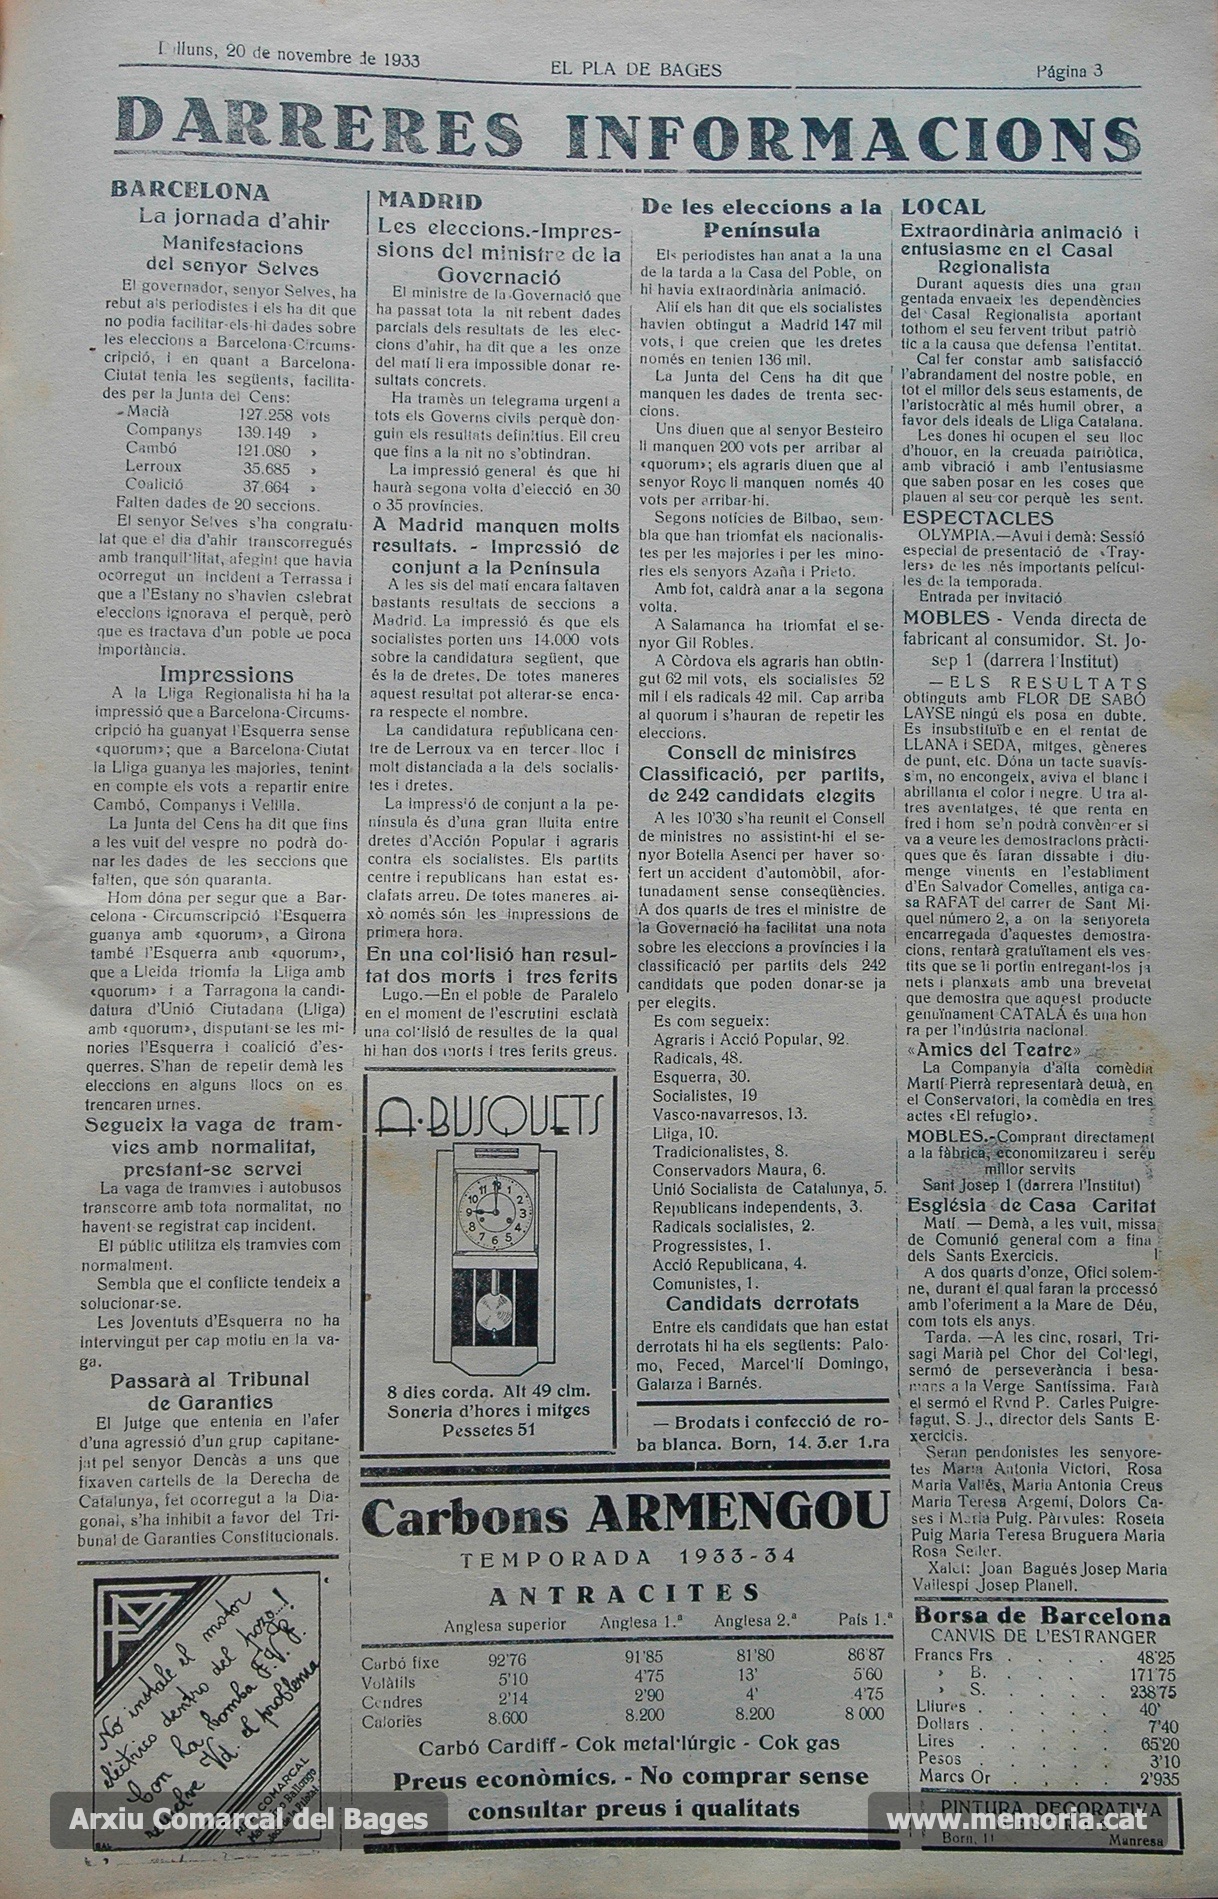 Dilluns, 20 de novembre de 1933
EL PLA DE BAGES
Página 3
DARRERES INFORMACIONS
BARCELONA
La jornada d'ahir
Manifestacions
del senyor Selves
El governador, senyor Selves, ha
rebut als periodistes i els ha dit que
no podia facilitar-els-hi dades sobre
les eleccions a Barcelona-Circums-
cripció, i en quant a Barcelona-
Ciutat tenia les següents, facilita-
des per la Junta del Cens:
Macià 127.258 vots
Companys 139.149 »
Cambó 121.080 »
Lerroux 35.685 »
Coalició 37.664 »
Falten dades de 20 seccions.
El senyor Selves s'ha congratu-
lat que el dia d'ahir transcorregués
amb tranquil'litat, afegint que havia
ocorregut un incident a Terrassa i
que a l'Estany no s'havien celebrat
eleccions ignorava el perquè, però
que es tractava d'un poble de poca
importància.
Impressions
A la Lliga Regionalista hi ha la
impressió que a Barcelona-Circums-
cripció ha guanyat l'Esquerra sense
«quorum»; que a Barcelona-Ciutat
la Lliga guanya les majories, tenint
en compte els vots a repartir entre
Cambó, Companys i Velilla.
La Junta del Cens ha dit que fins
a les vuit del vespre no podrà do-
nar les dades de les seccions que
falten, que són quaranta.
Hom dóna per segur que a Bar-
celona - Circumscripció l'Esquerra
guanya amb «quorum», a Girona
també l'Esquerra amb «quorum»,
que a Lleida triomfa la Lliga amb
«quorum» i a Tarragona la candi-
datura d'Unió Ciutadana (Lliga)
amb «quorum», disputant-se les mi-
nories l'Esquerra i coalició d'es-
querres. S'han de repetir demà les
eleccions en alguns llocs on es
trencaren urnes.
Segueix la vaga de tram-
vies amb normalitat,
prestant-se servei
La vaga de tramvies i autobusos
transcorre amb tota normalitat, no
havent-se registrat cap incident.
El públic utilitza els tramvies com
normalment.
Sembla que el conflicte tendeix a
solucionar-se.
Les Joventuts d'Esquerra no ha
intervingut per cap motiu en la va-
ga.
Passarà al Tribunal
de Garanties
El Jutge que entenia en l'afer
d'una agressió d'un grup capitane-
jat pel senyor Dencàs a uns que
fixaven cartells de la Derecha de
Catalunya, fet ocorregut a la Dia-
gonal, s'ha inhibit a favor del Tri-
bunal de Garanties Constitucionals.
No instale el motor
eléctrico dentro del pozo...!
Con la bomba F.V.P.
resuelve Vd. el problema
COMARCAL
MADRID
Les eleccions.-Impres-
sions del ministre de la
Governació
El ministre de la Governació que
ha passat tota la nit rebent dades
parcials dels resultats de les elec-
cions d'ahir, ha dit que a les onze
del matí li era impossible donar re-
sultats concrets.
Ha tramès un telegrama urgent a
tots els Governs civils perquè don-
guin els resultats definitius. Ell creu
que fins a la nit no s'obtindran.
La impressió general és que hi
haurà segona volta d'elecció en 30
o 35 províncies.
A Madrid manquen molts
resultats. - Impressió de
conjunt a la Península
A les sis del matí encara faltaven
bastants resultats de seccions a
Madrid. La impressió és que els
socialistes porten uns 14.000 vots
sobre la candidatura següent, que
és la de dretes. De totes maneres
aquest resultat pot alterar-se enca-
ra respecte el nombre.
La candidatura republicana cen-
tre de Lerroux va en tercer lloc i
molt distanciada a la dels socialis-
tes i dretes.
La impressió de conjunt a la pe-
nínsula és d'una gran lluita entre
dretes d'Acción Popular i agraris
contra els socialistes. Els partits
centre i republicans han estat es-
clafats arreu. De totes maneres ai-
xò només són les impressions de
primera hora.
En una col·lisió han resul-
tat dos morts i tres ferits
Lugo.—En el poble de Paralelo
en el moment de l'escrutini esclatà
una col·lisió de resultes de la qual
hi han dos morts i tres ferits greus.
A. BUSQUETS
8 dies corda. Alt 49 clm.
Soneria d'hores i mitges
Pessetes 51
De les eleccions a la
Península
Els periodistes han anat a la una
de la tarda a la Casa del Poble, on
hi havia extraordinària animació.
Allí els han dit que els socialistes
havien obtingut a Madrid 147 mil
vots, i que creien que les dretes
només en tenien 136 mil.
La Junta del Cens ha dit que
manquen les dades de trenta sec-
cions.
Uns diuen que al senyor Besteiro
li manquen 200 vots per arribar al
«quorum»; els agraris diuen que al
senyor Royo li manquen només 40
vots per arribar-hi.
Segons notícies de Bilbao, sem-
bla que han triomfat els nacionalis-
tes per les majories i per les mino-
ries els senyors Azaña i Prieto.
Amb tot, caldrà anar a la segona
volta.
A Salamanca ha triomfat el se-
nyor Gil Robles.
A Còrdova els agraris han obtin-
gut 62 mil vots, els socialistes 52
mil i els radicals 42 mil. Cap arriba
al quorum i s'hauran de repetir les
eleccions.
Consell de ministres
Classificació, per partits,
de 242 candidats elegits
A les 10'30 s'ha reunit el Consell
de ministres no assistint-hi el se-
nyor Botella Asenci per haver so-
fert un accident d'automòbil, afor-
tunadament sense conseqüències.
A dos quarts de tres el ministre de
la Governació ha facilitat una nota
sobre les eleccions a províncies i la
classificació per partits dels 242
candidats que poden donar-se ja
per elegits.
Es com segueix:
Agraris i Acció Popular, 92.
Radicals, 48.
Esquerra, 30.
Socialistes, 19
Vasco-navarresos, 13.
Lliga, 10.
Tradicionalistes, 8.
Conservadors Maura, 6.
Unió Socialista de Catalunya, 5.
Republicans independents, 3.
Radicals socialistes, 2.
Progressistes, 1.
Acció Republicana, 4.
Comunistes, 1.
Candidats derrotats
Entre els candidats que han estat
derrotats hi ha els següents: Palo-
mo, Feced, Marcel·lí Domingo,
Galarza i Barnés.
— Brodats i confecció de ro-
ba blanca. Born, 14. 3.er 1.ra
Carbons ARMENGOU
TEMPORADA 1933-34
ANTRACITES
Anglesa superior Anglesa 1.ª Anglesa 2.ª País 1.ª
Carbó fixe 92'76 91'85 81'80 86'87
Volàtils 5'10 4'75 13' 5'60
Cendres 2'14 2'90 4' 4'75
Calories 8.600 8.200 8.200 8 000
Carbó Cardiff - Cok metal·lúrgic - Cok gas
Preus econòmics. - No comprar sense
consultar preus i qualitats
LOCAL
Extraordinària animació i
entusiasme en el Casal
Regionalista
Durant aquests dies una gran
gentada envaeix les dependències
del Casal Regionalista aportant
tothom el seu fervent tribut patriò-
tic a la causa que defensa l'entitat.
Cal fer constar amb satisfacció
l'abrandament del nostre poble, en
tot el millor dels seus estaments, de
l'aristocràtic al més humil obrer, a
favor dels ideals de Lliga Catalana.
Les dones hi ocupen el seu lloc
d'honor, en la creuada patriòtica,
amb vibració i amb l'entusiasme
que saben posar en les coses que
plauen al seu cor perquè les sent.
ESPECTACLES
OLYMPIA.—Avui i demà: Sessió
especial de presentació de «Tray-
lers» de les més importants películ-
les de la temporada.
Entrada per invitació.
MOBLES - Venda directa de
fabricant al consumidor. St. Jo-
sep 1 (darrera l'Institut)
— ELS RESULTATS
obtinguts amb FLOR DE SABÓ
LAYSE ningú els posa en dubte.
Es insubstituïb e en el rentat de
LLANA i SEDA, mitges, gèneres
de punt, etc. Dóna un tacte suavis-
sim, no encongeix, aviva el blanc i
abrillanta el color i negre. U tra al-
tres aventatges, té que renta en
fred i hom se'n podrà convèncer si
va a veure les demostracions pràcti-
ques que és faran dissabte i diu-
menge vinents en l'establiment
d'En Salvador Comelles, antiga ca-
sa RAFAT del carrer de Sant Mi-
quel número 2, a on la senyoreta
encarregada d'aquestes demostra-
cions, rentarà gratuïtament els ves-
tits que se li portin entregant-los ja
nets i planxats amb una brevetat
que demostra que aquest producte
genuïnament CATALÀ és una hon
ra per l'indústria nacional.
«Amics del Teatre»
La Companyia d'alta comèdia
Martí-Pierrà representarà demà, en
el Conservatori, la comèdia en tres
actes «El refugio».
MOBLES.-Comprant directament
a la fàbrica, economitzareu i sereu
millor servits
Sant Josep 1 (darrera l'Institut)
Església de Casa Caritat
Matí. — Demà, a les vuit, missa
de Comunió general com a final
dels Sants Exercicis.
A dos quarts d'onze, Ofici solem-
ne, durant el qual faran la processó
amb l'oferiment a la Mare de Déu,
com tots els anys.
Tarda. —A les cinc, rosari, Tri-
sagi Marià pel Chor del Col·legi,
sermó de perseverància i besa-
mans a la Verge Santíssima. Farà
el sermó el Rvnd P. Carles Puigre-
fagut, S. J., director dels Sants E-
xercicis.
Seràn pendonistes les senyore-
tes Maria Antonia Victori, Rosa
Maria Vallés, Maria Antonia Creus
Maria Teresa Argemí, Dolors Ca-
ses i Maria Puig. Pàrvules: Roseta
Puig Maria Teresa Bruguera Maria
Rosa Seiler.
Xalet: Joan Bagués Josep Maria
Vallespí Josep Planell.
Borsa de Barcelona
CANVIS DE L'ESTRANGER
Francs Frs . . . . 48'25
» B. . . . . 171'75
» S. . . . . 238'75
Lliures . . . . 40'
Dollars . . . . 7'40
Lires . . . . 65'20
Pesos . . . . 3'10
Marcs Or . . . . 2'935
PINTURA DECORATIVA
Born, 11 Manresa
Arxiu Comarcal del Bages
www.memoria.cat